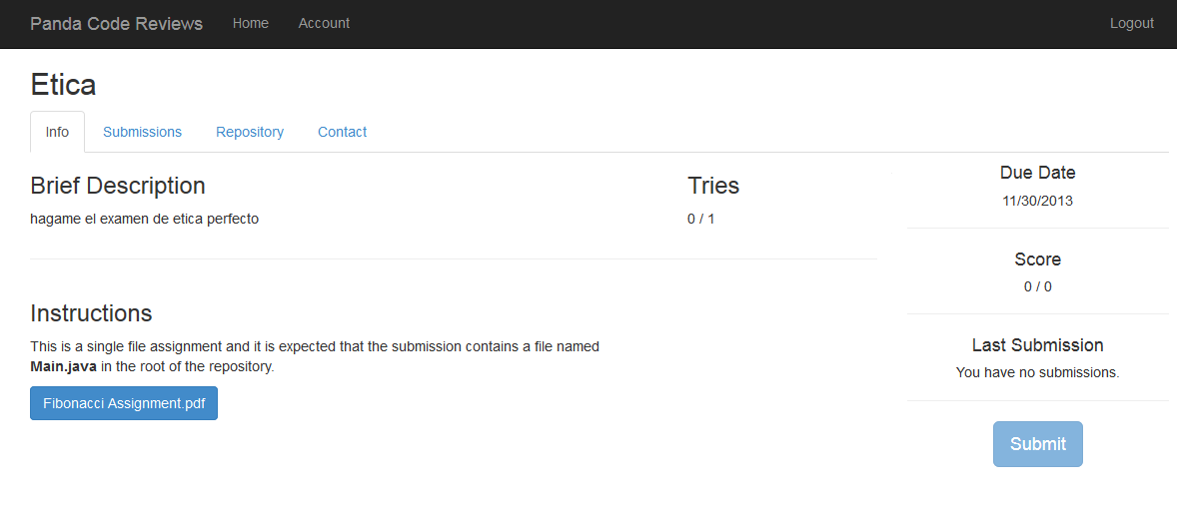 Panda Code Reviews Home Account Logout
Etica
Info Submissions Repository Contact
Brief Description
hagame el examen de etica perfecto
Tries
0 / 1
Instructions
This is a single file assignment and it is expected that the submission contains a file named
Main.java in the root of the repository.
Fibonacci Assignment.pdf
Due Date
11/30/2013
Score
0 / 0
Last Submission
You have no submissions.
Submit